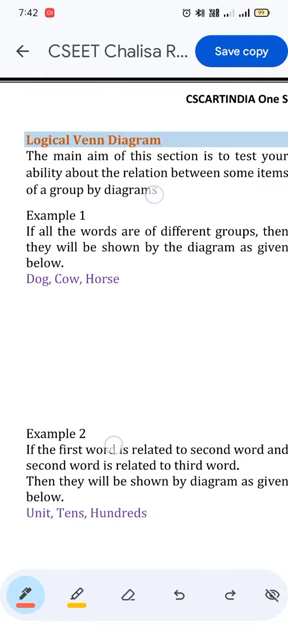 7:42
99
CSEET Chalisa R...
Save copy
CSCARTINDIA One S
Logical Venn Diagram
The main aim of this section is to test your
ability about the relation between some items
of a group by diagrams
Example 1
If all the words are of different groups, then
they will be shown by the diagram as given
below.
Dog, Cow, Horse
Example 2
If the first word is related to second word and
second word is related to third word.
Then they will be shown by diagram as given
below.
Unit, Tens, Hundreds